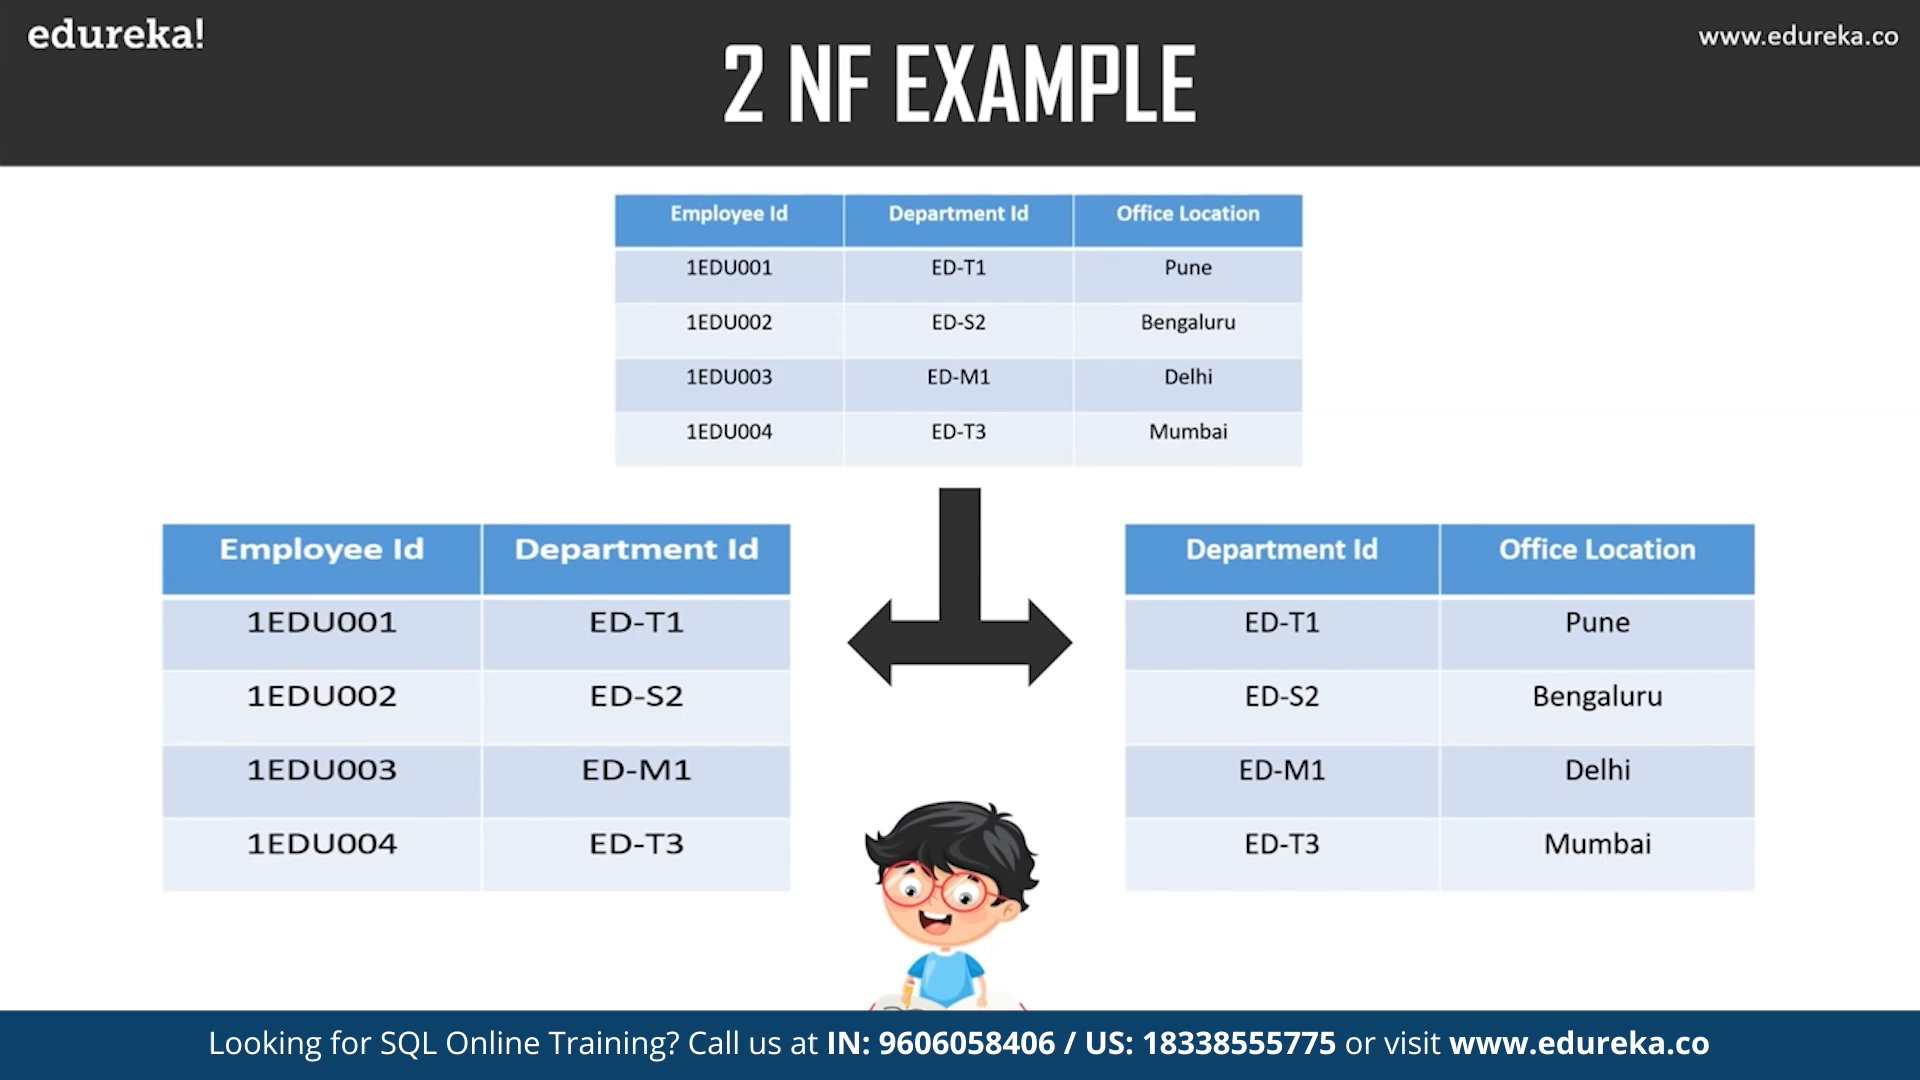 edureka!
www.edureka.co
2 NF EXAMPLE
Employee Id Department Id Office Location
1EDU001 ED-T1 Pune
1EDU002 ED-S2 Bengaluru
1EDU003 ED-M1 Delhi
1EDU004 ED-T3 Mumbai
Employee Id Department Id
1EDU001 ED-T1
1EDU002 ED-S2
1EDU003 ED-M1
1EDU004 ED-T3
Department Id Office Location
ED-T1 Pune
ED-S2 Bengaluru
ED-M1 Delhi
ED-T3 Mumbai
Looking for SQL Online Training? Call us at IN: 9606058406 / US: 18338555775 or visit www.edureka.co